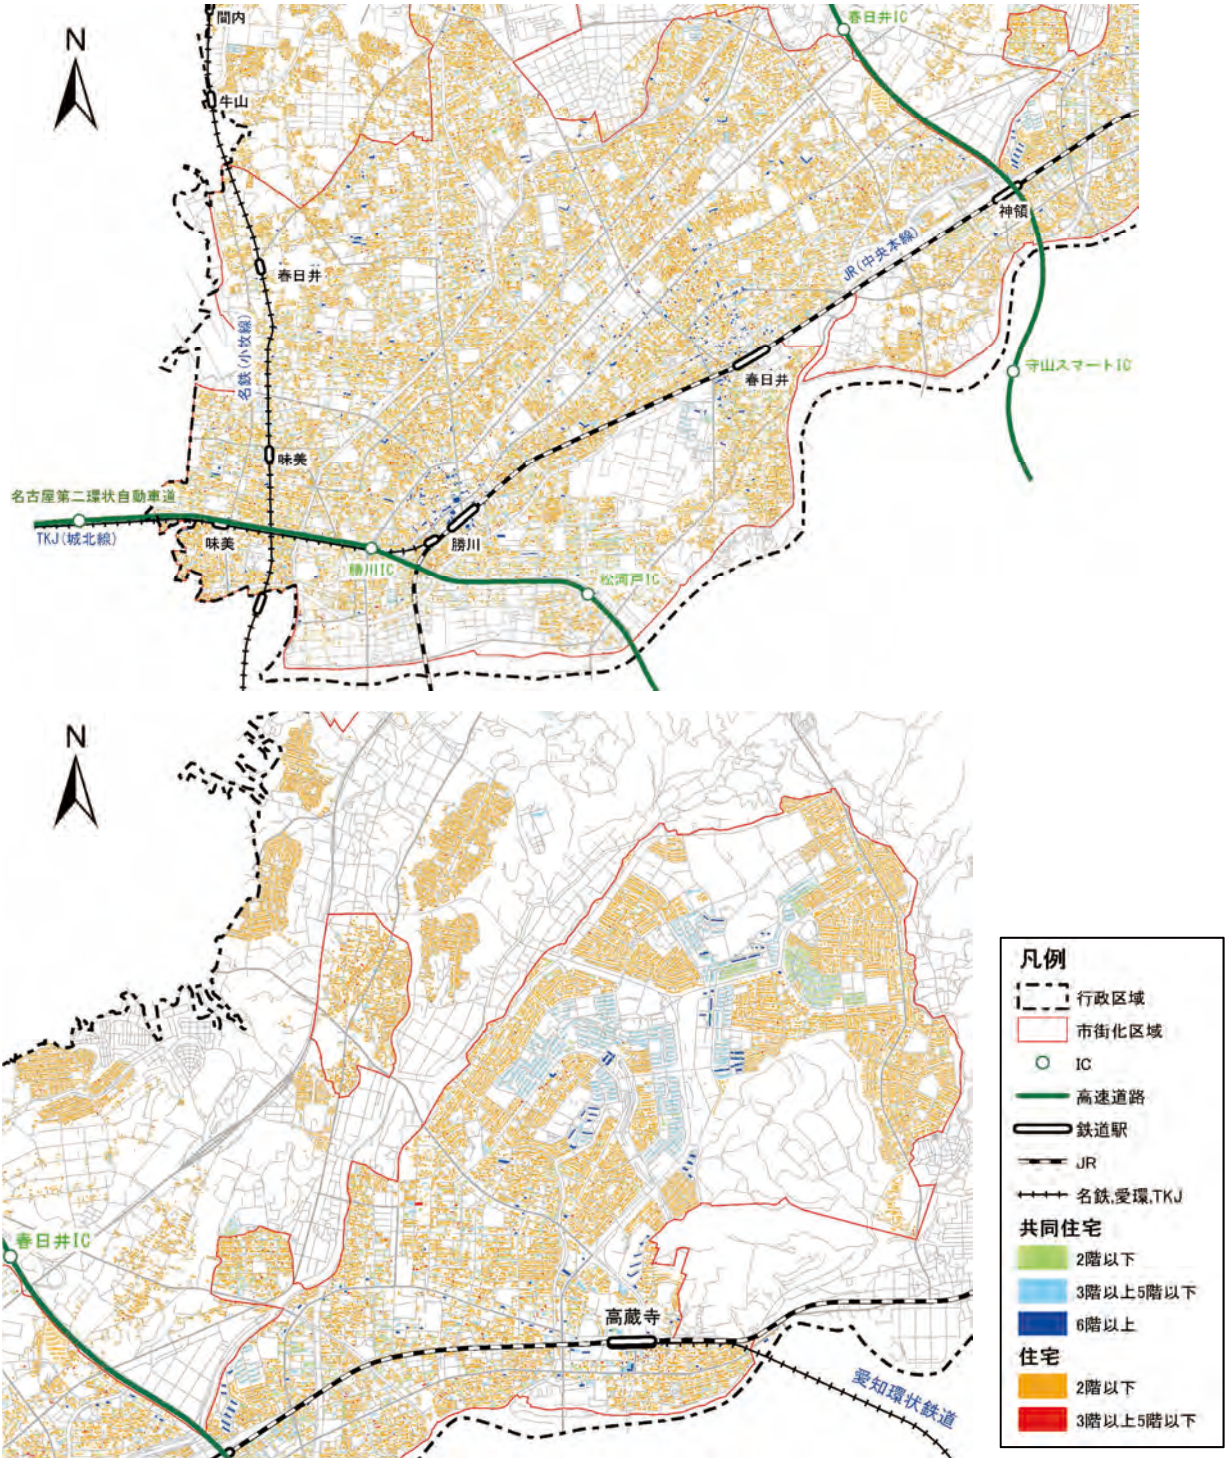 間内
春日井IC
N
牛山
神領
JR(中央本線)
春日井
名鉄(小牧線)
守山スマートIC
春日井
味美
名古屋第二環状自動車道
TKJ(城北線)
味美
勝川
勝川IC
松河戸IC
N
春日井IC
高蔵寺
愛知環状鉄道
凡例
行政区域
市街化区域
IC
高速道路
鉄道駅
JR
名鉄,愛環,TKJ
共同住宅
2階以下
3階以上5階以下
6階以上
住宅
2階以下
3階以上5階以下